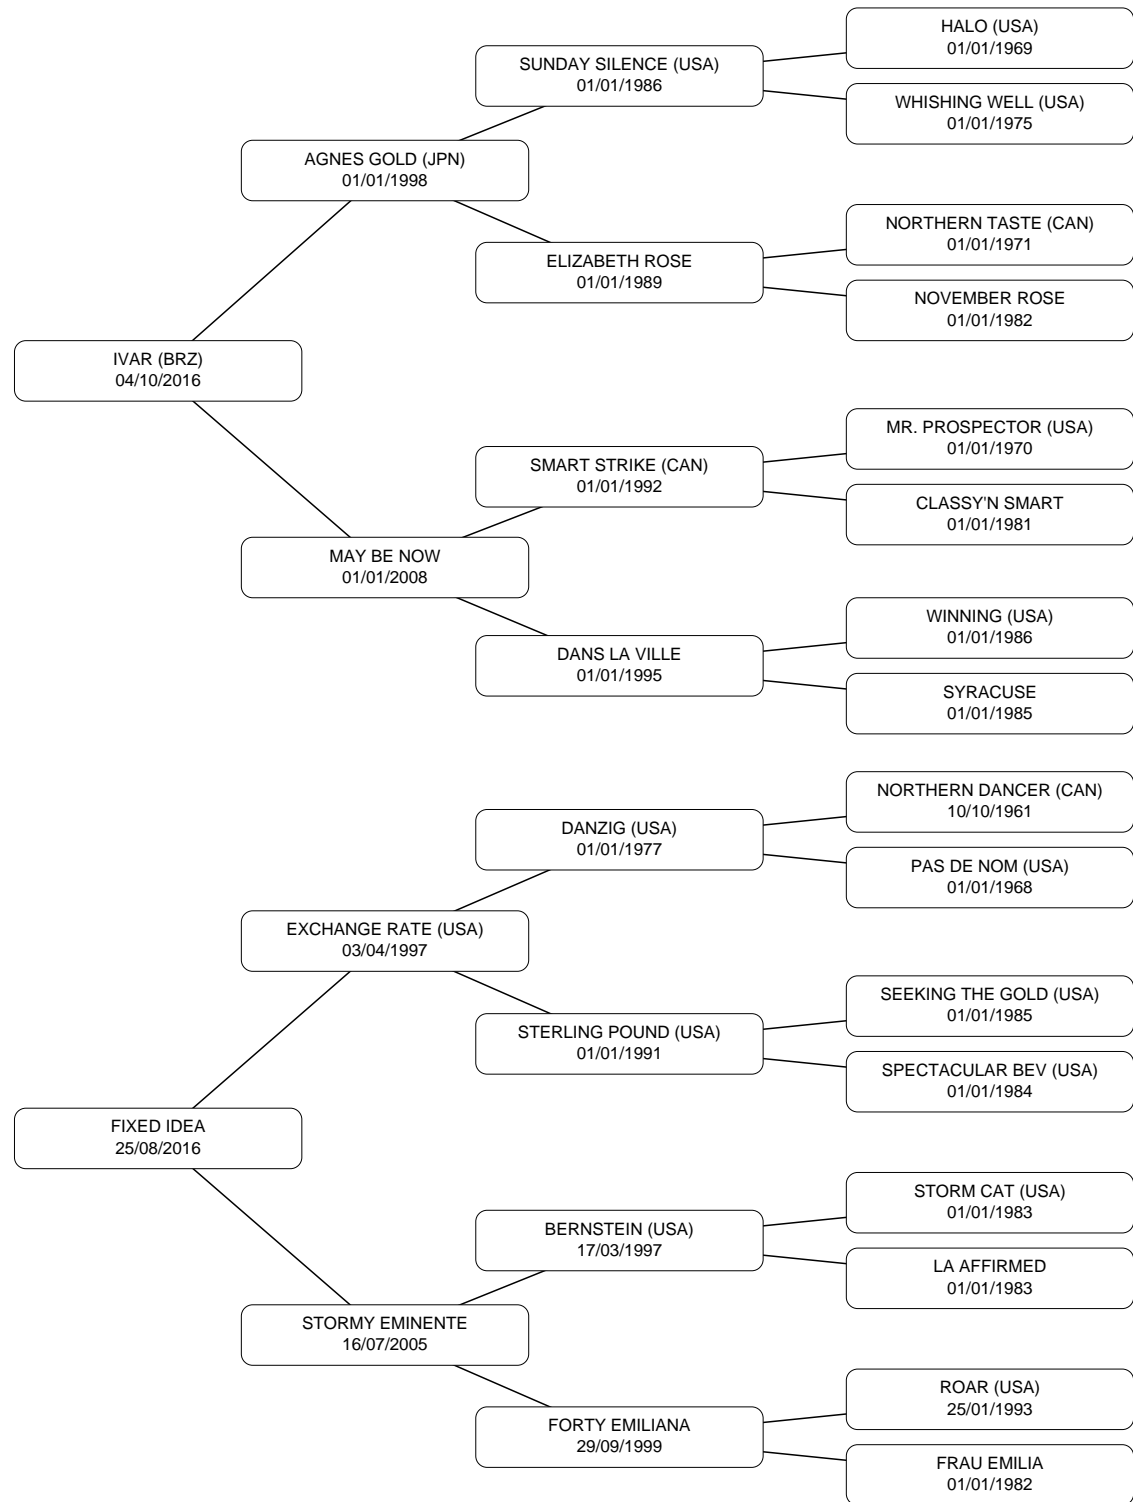 HALO (USA)
01/01/1969
SUNDAY SILENCE (USA)
01/01/1986
WHISHING WELL (USA)
01/01/1975
AGNES GOLD (JPN)
01/01/1998
NORTHERN TASTE (CAN)
01/01/1971
ELIZABETH ROSE
01/01/1989
NOVEMBER ROSE
01/01/1982
IVAR (BRZ)
04/10/2016
MR. PROSPECTOR (USA)
01/01/1970
SMART STRIKE (CAN)
01/01/1992
CLASSY'N SMART
01/01/1981
MAY BE NOW
01/01/2008
WINNING (USA)
01/01/1986
DANS LA VILLE
01/01/1995
SYRACUSE
01/01/1985
NORTHERN DANCER (CAN)
10/10/1961
DANZIG (USA)
01/01/1977
PAS DE NOM (USA)
01/01/1968
EXCHANGE RATE (USA)
03/04/1997
SEEKING THE GOLD (USA)
01/01/1985
STERLING POUND (USA)
01/01/1991
SPECTACULAR BEV (USA)
01/01/1984
FIXED IDEA
25/08/2016
STORM CAT (USA)
01/01/1983
BERNSTEIN (USA)
17/03/1997
LA AFFIRMED
01/01/1983
STORMY EMINENTE
16/07/2005
ROAR (USA)
25/01/1993
FORTY EMILIANA
29/09/1999
FRAU EMILIA
01/01/1982